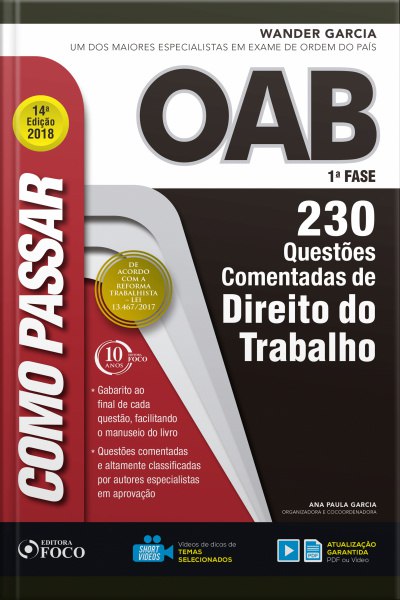 WANDER GARCIA
UM DOS MAIORES ESPECIALISTAS EM EXAME DE ORDEM DO PAÍS
14ª
Edição
2018
OAB
1ª FASE
COMO PASSAR
230
Questões
Comentadas de
Direito do
Trabalho
DE
ACORDO COM A
REFORMA
TRABALHISTA
– LEI
13.467/2017
10
ANOS
EDITORA
FOCO
* Gabarito ao
final de cada
questão, facilitando
o manuseio do livro
* Questões comentadas
e altamente classificadas
por autores especialistas
em aprovação
ANA PAULA GARCIA
ORGANIZADORA E COCOORDENADORA
EDITORA
FOCO
SHORT
VIDEOS
Vídeos de dicas de
TEMAS
SELECIONADOS
PDF
ATUALIZAÇÃO
GARANTIDA
PDF ou Vídeo